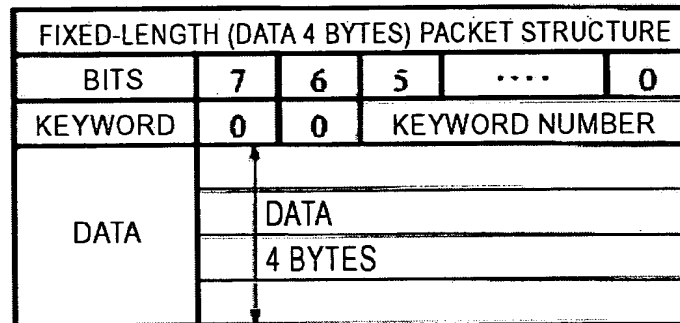 FIXED-LENGTH (DATA 4 BYTES) PACKET STRUCTURE
BITS 7 6 5 ···· 0
KEYWORD 0 0 KEYWORD NUMBER
DATA
DATA
4 BYTES